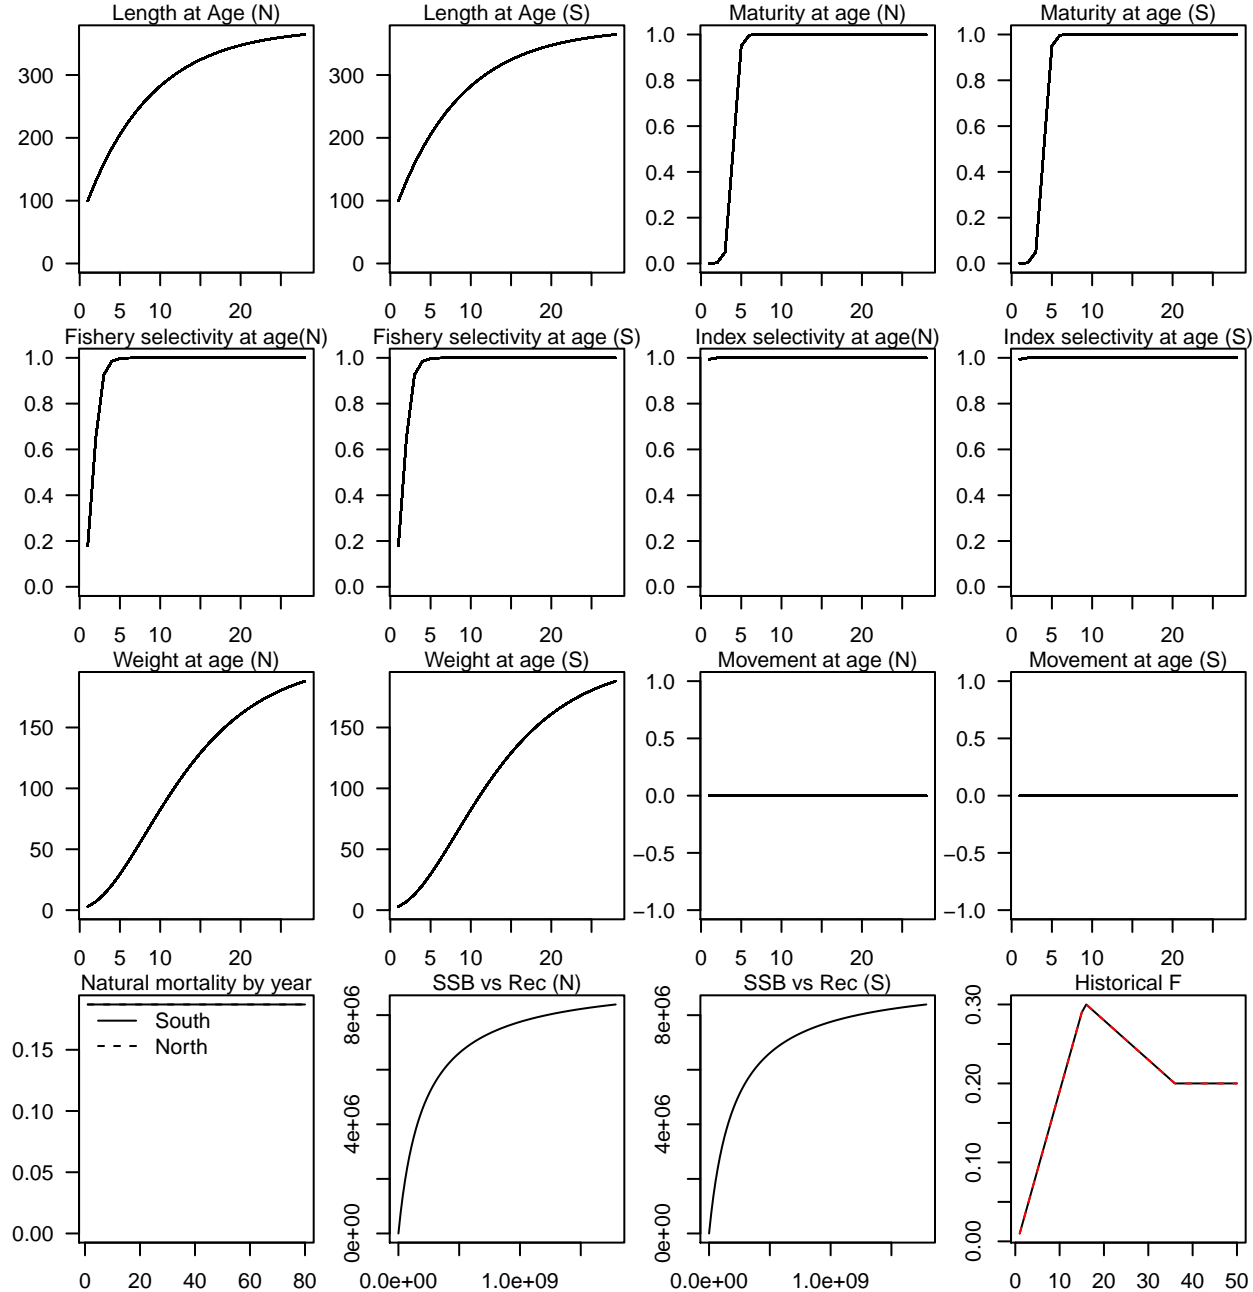 Length at Age (N)
Length at Age (S)
Maturity at age (N)
Maturity at age (S)
300
200
100
0
0 5 10 20
300
200
100
0
0 5 10 20
1.0
0.8
0.6
0.4
0.2
0.0
0 5 10 20
1.0
0.8
0.6
0.4
0.2
0.0
0 5 10 20
Fishery selectivity at age(N)
Fishery selectivity at age (S)
Index selectivity at age(N)
Index selectivity at age (S)
1.0
0.8
0.6
0.4
0.2
0.0
0 5 10 20
1.0
0.8
0.6
0.4
0.2
0.0
0 5 10 20
1.0
0.8
0.6
0.4
0.2
0.0
0 5 10 20
1.0
0.8
0.6
0.4
0.2
0.0
0 5 10 20
Weight at age (N)
Weight at age (S)
Movement at age (N)
Movement at age (S)
150
100
50
0
0 5 10 20
150
100
50
0
0 5 10 20
1.0
0.5
0.0
−0.5
−1.0
0 5 10 20
1.0
0.5
0.0
−0.5
−1.0
0 5 10 20
Natural mortality by year
SSB vs Rec (N)
SSB vs Rec (S)
Historical F
South
North
0.15
0.10
0.05
0.00
0 20 40 60 80
8e+06
4e+06
0e+00
0.0e+00 1.0e+09
8e+06
4e+06
0e+00
0.0e+00 1.0e+09
0.30
0.20
0.10
0.00
0 10 20 30 40 50